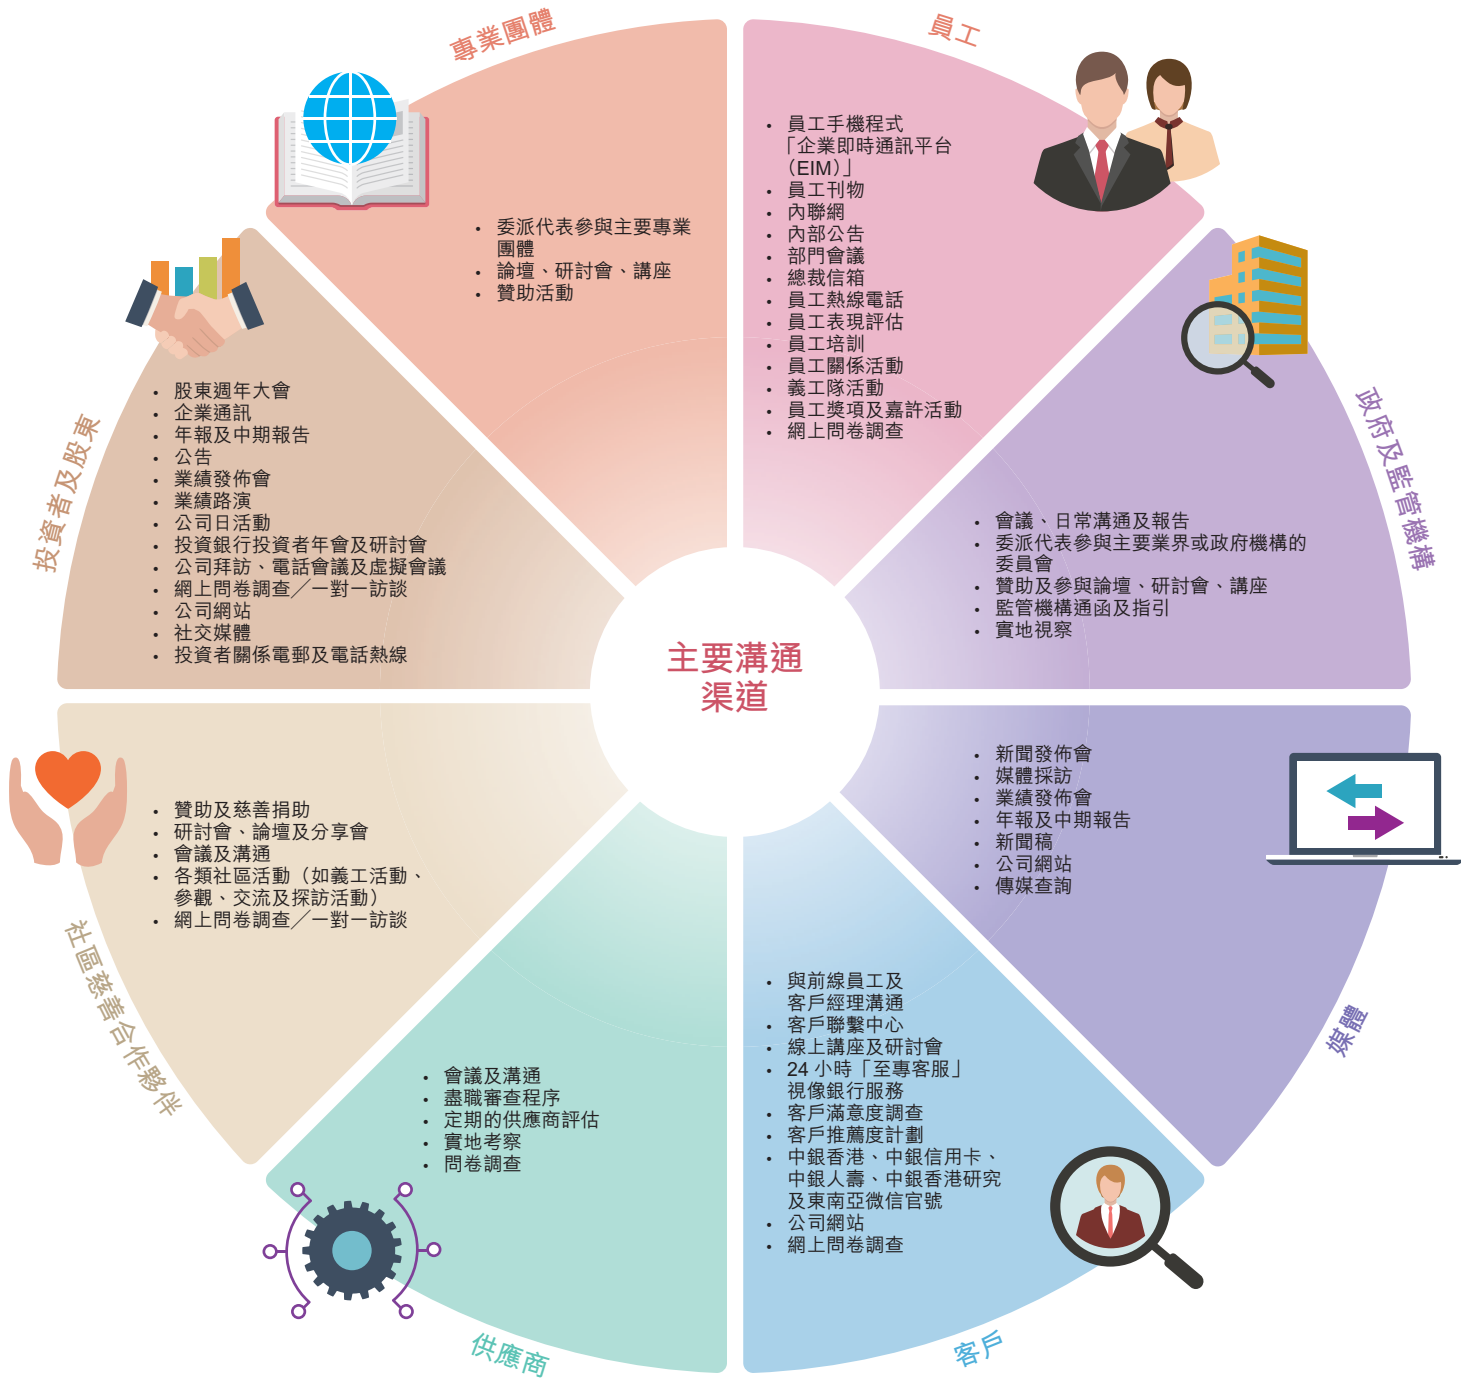 主要溝通
渠道
員工
• 員工手機程式
「企業即時通訊平台
（EIM）」
• 員工刊物
• 內聯網
• 內部公告
• 部門會議
• 總裁信箱
• 員工熱線電話
• 員工表現評估
• 員工培訓
• 員工關係活動
• 義工隊活動
• 員工獎項及嘉許活動
• 網上問卷調查
政府及監管機構
• 會議、日常溝通及報告
• 委派代表參與主要業界或政府機構的
委員會
• 贊助及參與論壇、研討會、講座
• 監管機構通函及指引
• 實地視察
媒體
• 新聞發佈會
• 媒體採訪
• 業績發佈會
• 年報及中期報告
• 新聞稿
• 公司網站
• 傳媒查詢
客戶
• 與前線員工及
客戶經理溝通
• 客戶聯繫中心
• 線上講座及研討會
• 24 小時「至專客服」
視像銀行服務
• 客戶滿意度調查
• 客戶推薦度計劃
• 中銀香港、中銀信用卡、
中銀人壽、中銀香港研究
及東南亞微信官號
• 公司網站
• 網上問卷調查
供應商
• 會議及溝通
• 盡職審查程序
• 定期的供應商評估
• 實地考察
• 問卷調查
社區慈善合作夥伴
• 贊助及慈善捐助
• 研討會、論壇及分享會
• 會議及溝通
• 各類社區活動（如義工活動、
參觀、交流及探訪活動）
• 網上問卷調查／一對一訪談
投資者及股東
• 股東週年大會
• 企業通訊
• 年報及中期報告
• 公告
• 業績發佈會
• 業績路演
• 公司日活動
• 投資銀行投資者年會及研討會
• 公司拜訪、電話會議及虛擬會議
• 網上問卷調查／一對一訪談
• 公司網站
• 社交媒體
• 投資者關係電郵及電話熱線
專業團體
• 委派代表參與主要專業
團體
• 論壇、研討會、講座
• 贊助活動